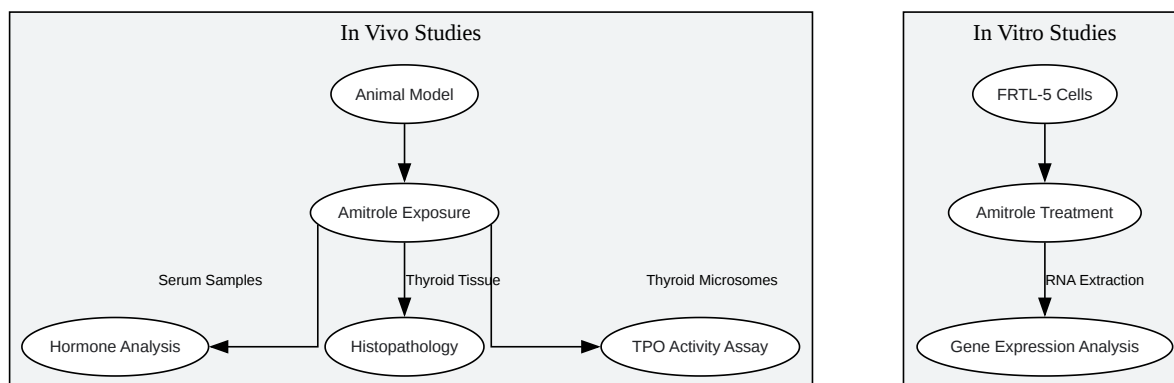 In Vivo Studies
Animal Model
Amitrole Exposure
Serum Samples
Thyroid Tissue
Thyroid Microsomes
Hormone Analysis
Histopathology
TPO Activity Assay
In Vitro Studies
FRTL-5 Cells
Amitrole Treatment
RNA Extraction
Gene Expression Analysis